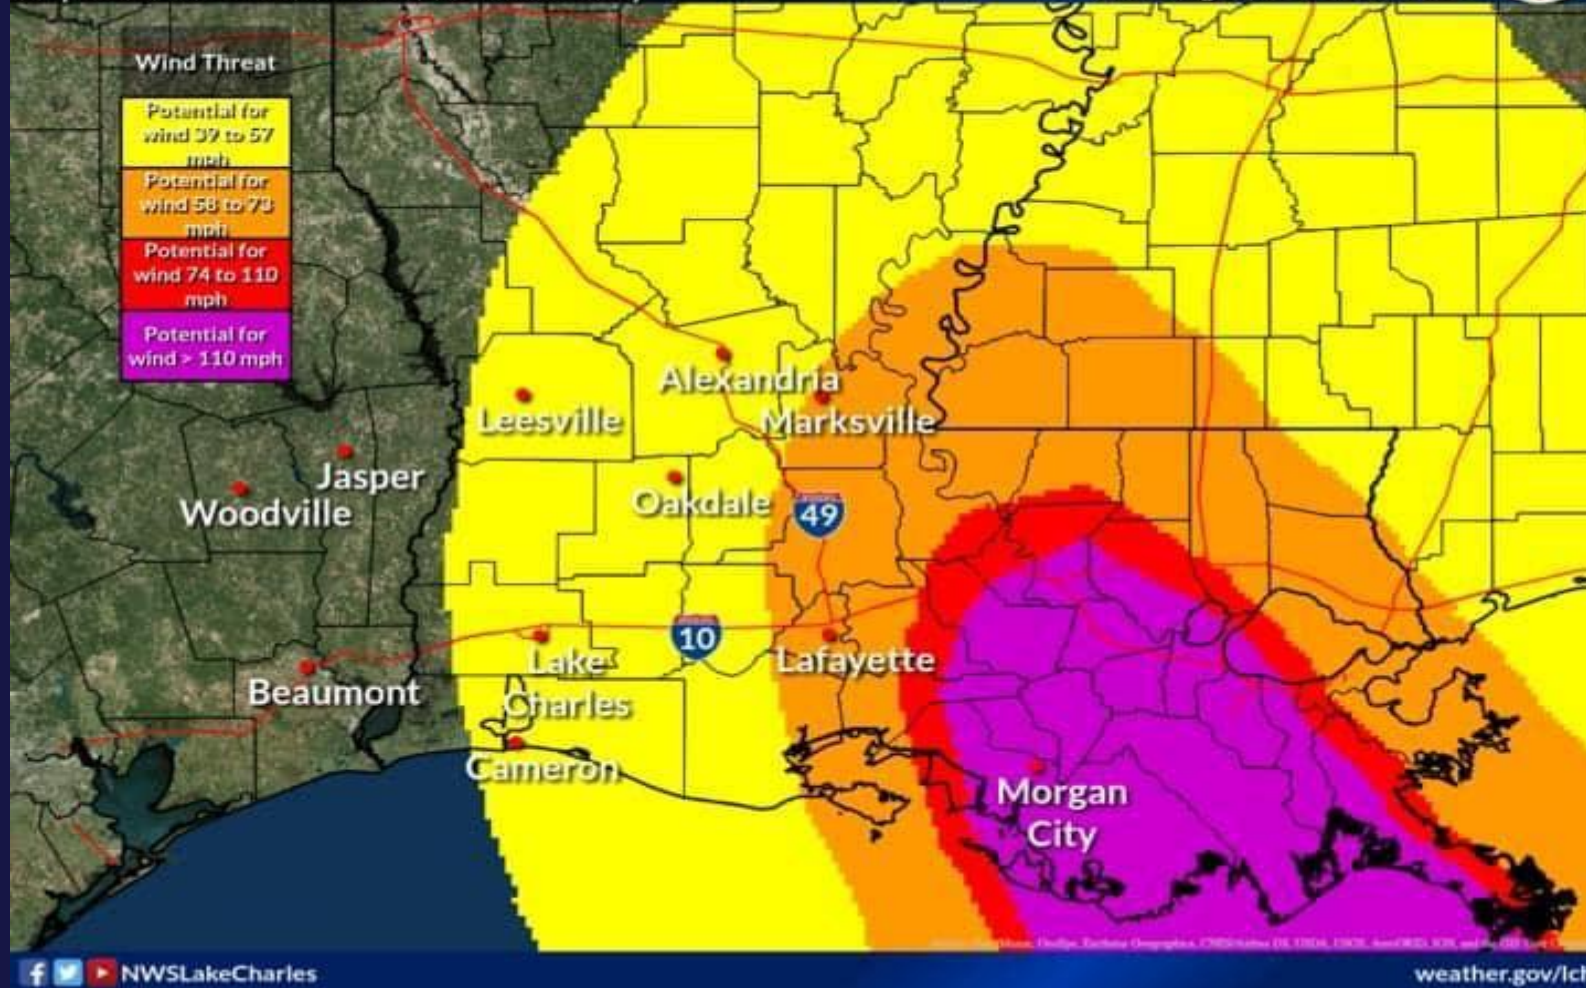 Wind Threat
Potential for
wind 39 to 57
mph
Potential for
wind 58 to 73
mph
Potential for
wind 74 to 110
mph
Potential for
wind > 110 mph
Alexandria
Leesville
Marksville
Jasper
Woodville
Oakdale
49
10
Lake
Charles
Lafayette
Beaumont
Cameron
Morgan
City
NWSLakeCharles
weather.gov/lch